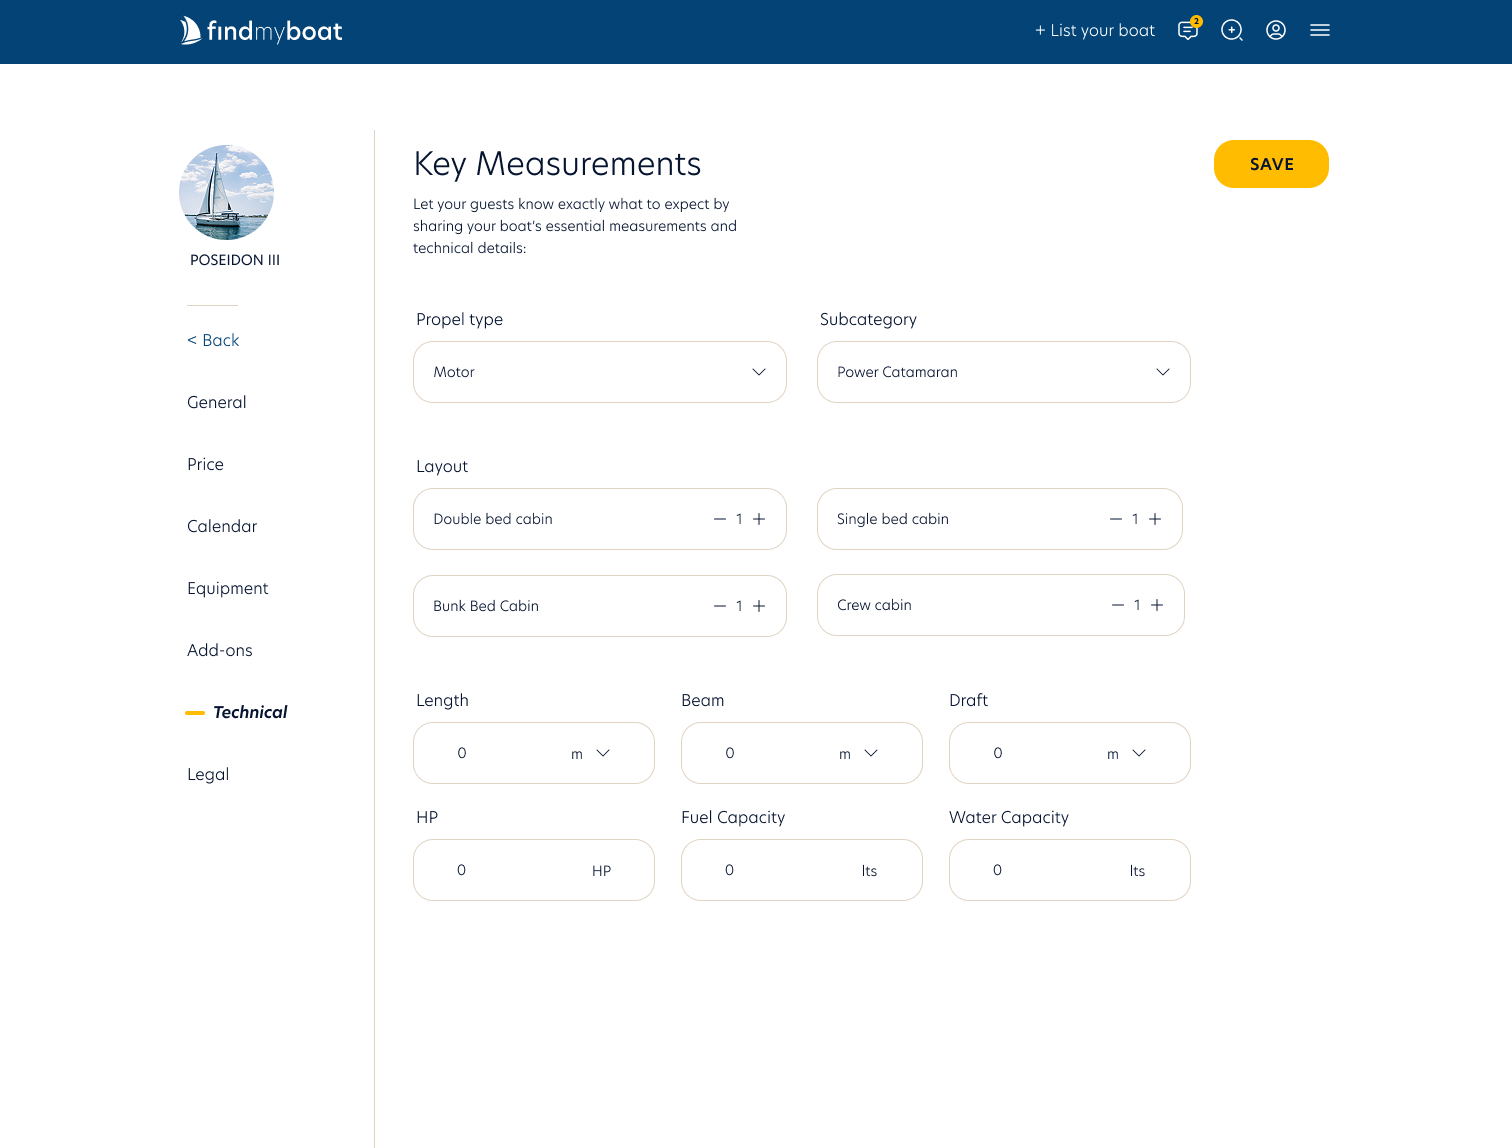 findmyboat
+ List your boat
2
POSEIDON III
< Back
General
Price
Calendar
Equipment
Add-ons
Technical
Legal
Key Measurements
SAVE
Let your guests know exactly what to expect by
sharing your boat's essential measurements and
technical details:
Propel type
Subcategory
Motor
Power Catamaran
Layout
Double bed cabin — 1 +
Single bed cabin — 1 +
Bunk Bed Cabin — 1 +
Crew cabin — 1 +
Length
Beam
Draft
0 m
0 m
0 m
HP
Fuel Capacity
Water Capacity
0 HP
0 lts
0 lts